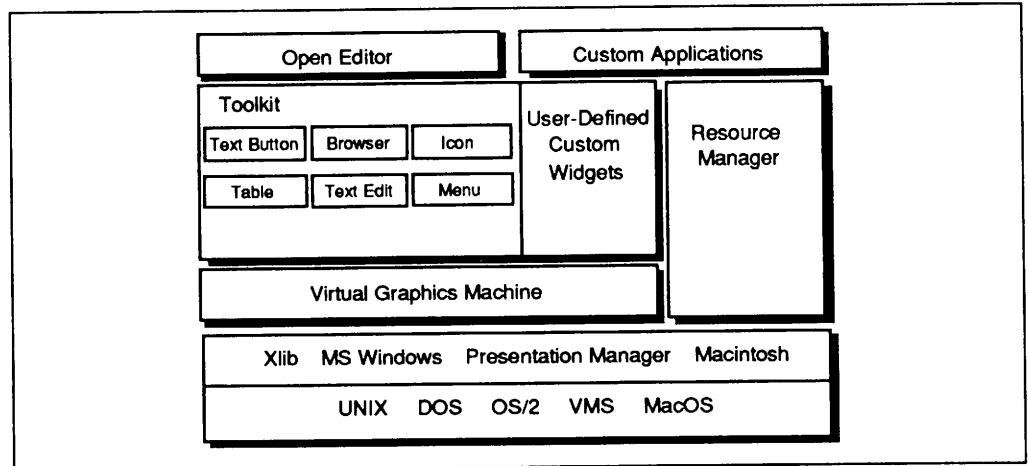 Open Editor
Custom Applications
Toolkit
Text Button
Browser
Icon
Table
Text Edit
Menu
User-Defined
Custom
Widgets
Resource
Manager
Virtual Graphics Machine
Xlib MS Windows Presentation Manager Macintosh
UNIX DOS OS/2 VMS MacOS